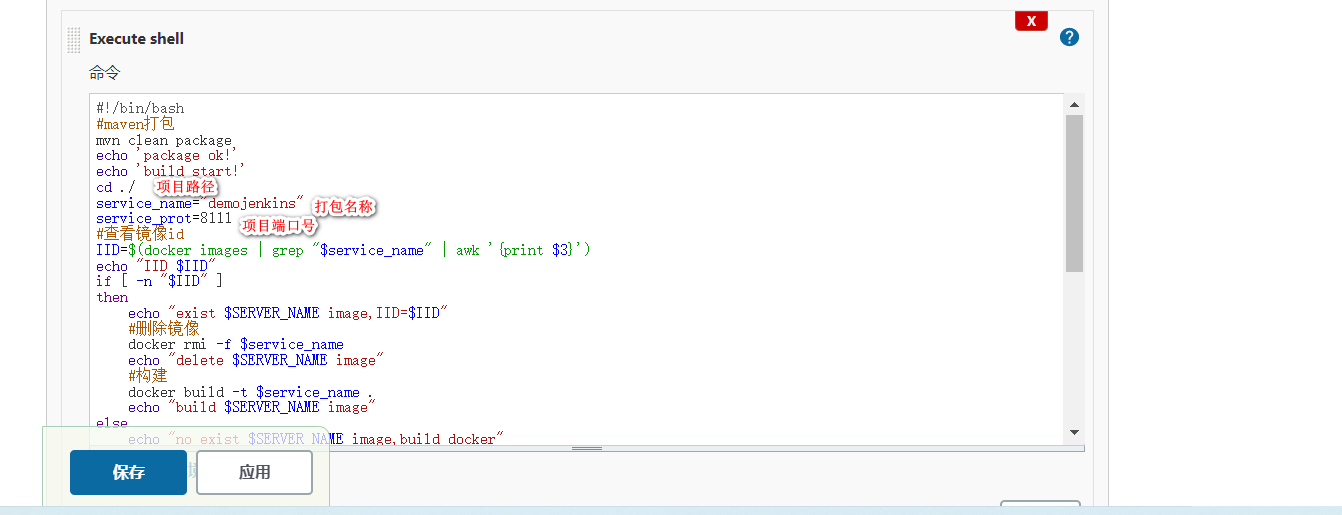 X
Execute shell
?
命令
#!/bin/bash
#maven打包
mvn clean package
echo 'package ok!'
echo 'build start!'
cd ./ 项目路径
service_name="demojenkins" 打包名称
service_prot=8111 项目端口号
#查看镜像id
IID=$(docker images | grep "$service_name" | awk '{print $3}')
echo "IID $IID"
if [ -n "$IID" ]
then
    echo "exist $SERVER_NAME image,IID=$IID"
    #删除镜像
    docker rmi -f $service_name
    echo "delete $SERVER_NAME image"
    #构建
    docker build -t $service_name .
    echo "build $SERVER_NAME image"
else
    echo "no exist $SERVER_NAME image,build docker"
保存
应用